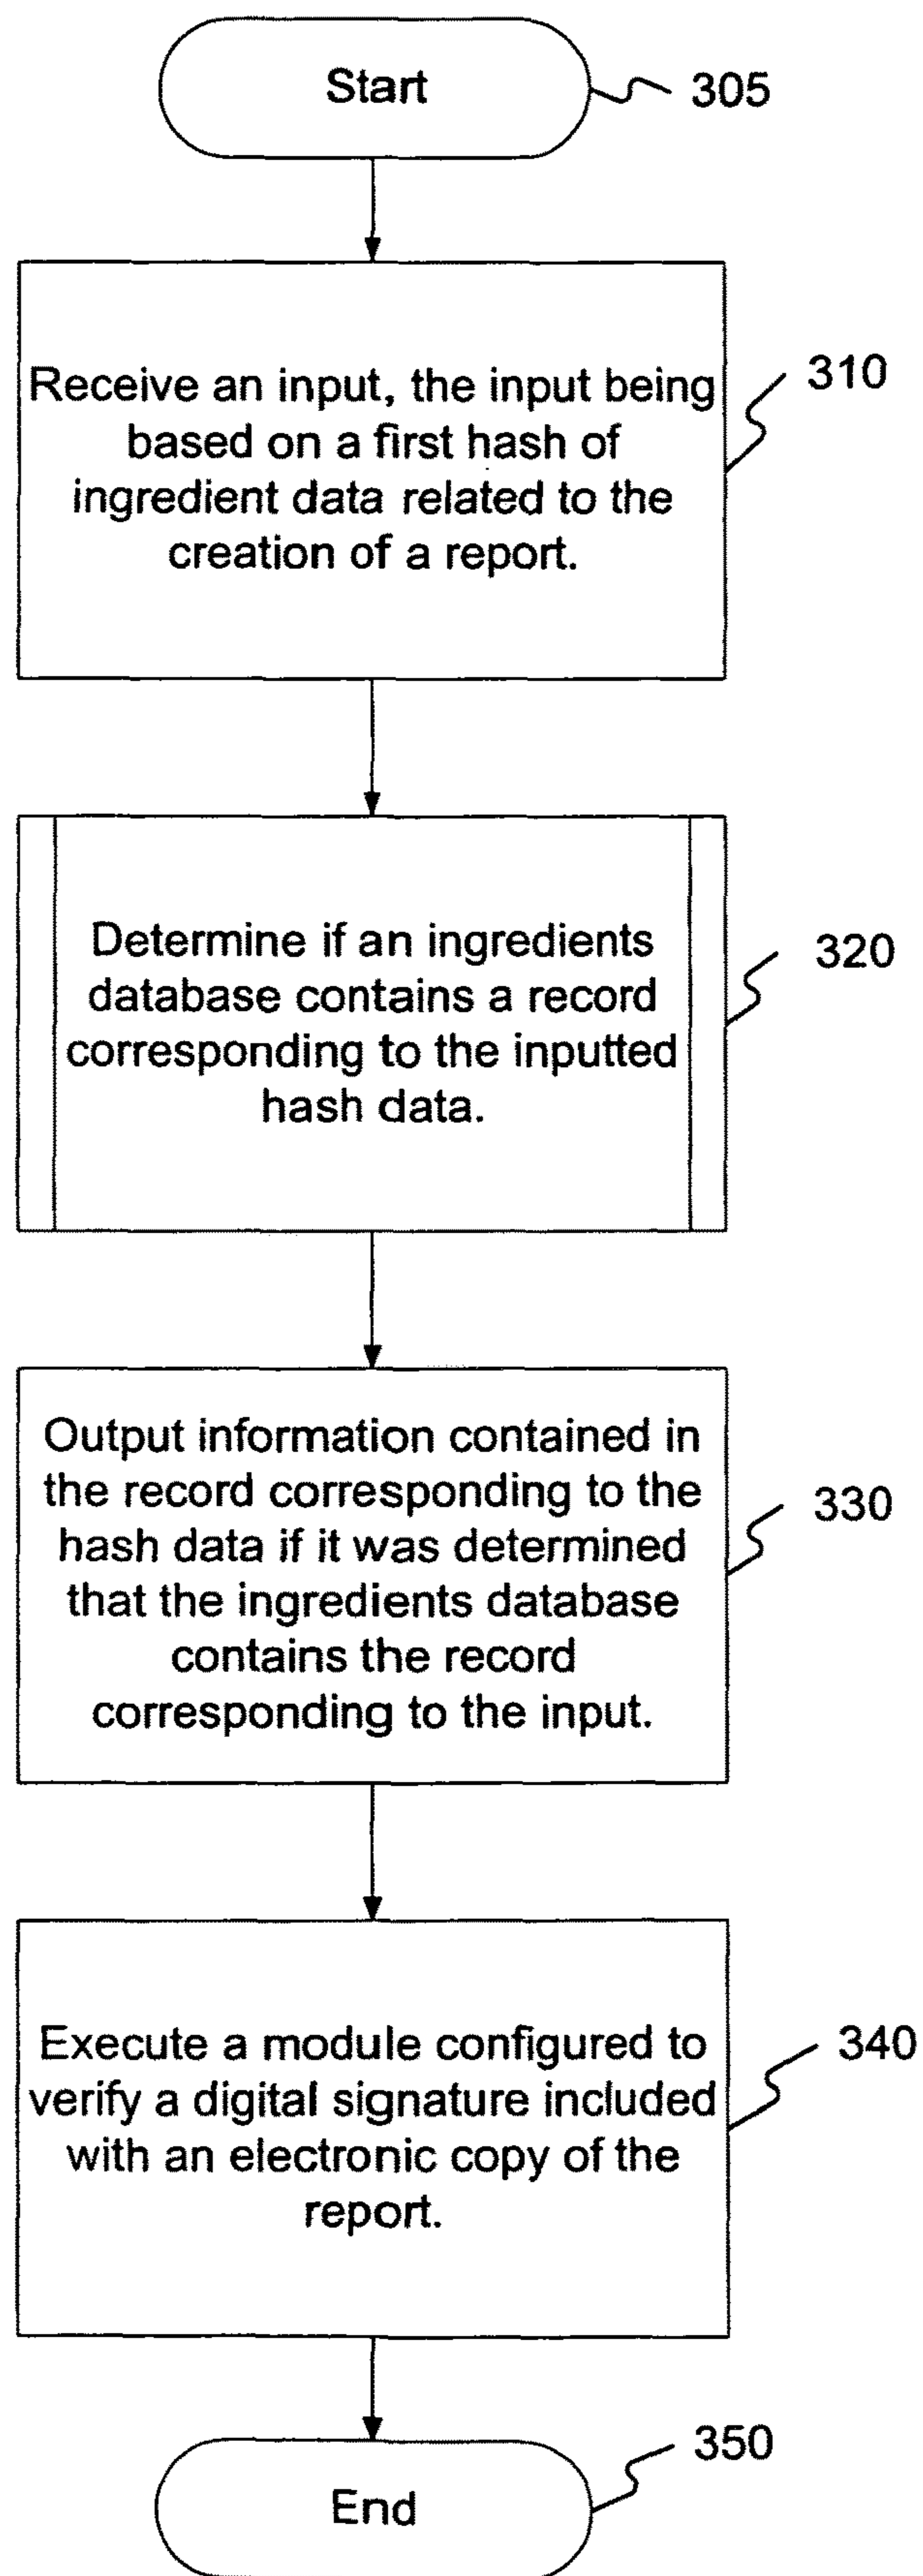 Start
305
Receive an input, the input being
based on a first hash of
ingredient data related to the
creation of a report.
310
Determine if an ingredients
database contains a record
corresponding to the inputted
hash data.
320
Output information contained in
the record corresponding to the
hash data if it was determined
that the ingredients database
contains the record
corresponding to the input.
330
Execute a module configured to
verify a digital signature included
with an electronic copy of the
report.
340
End
350